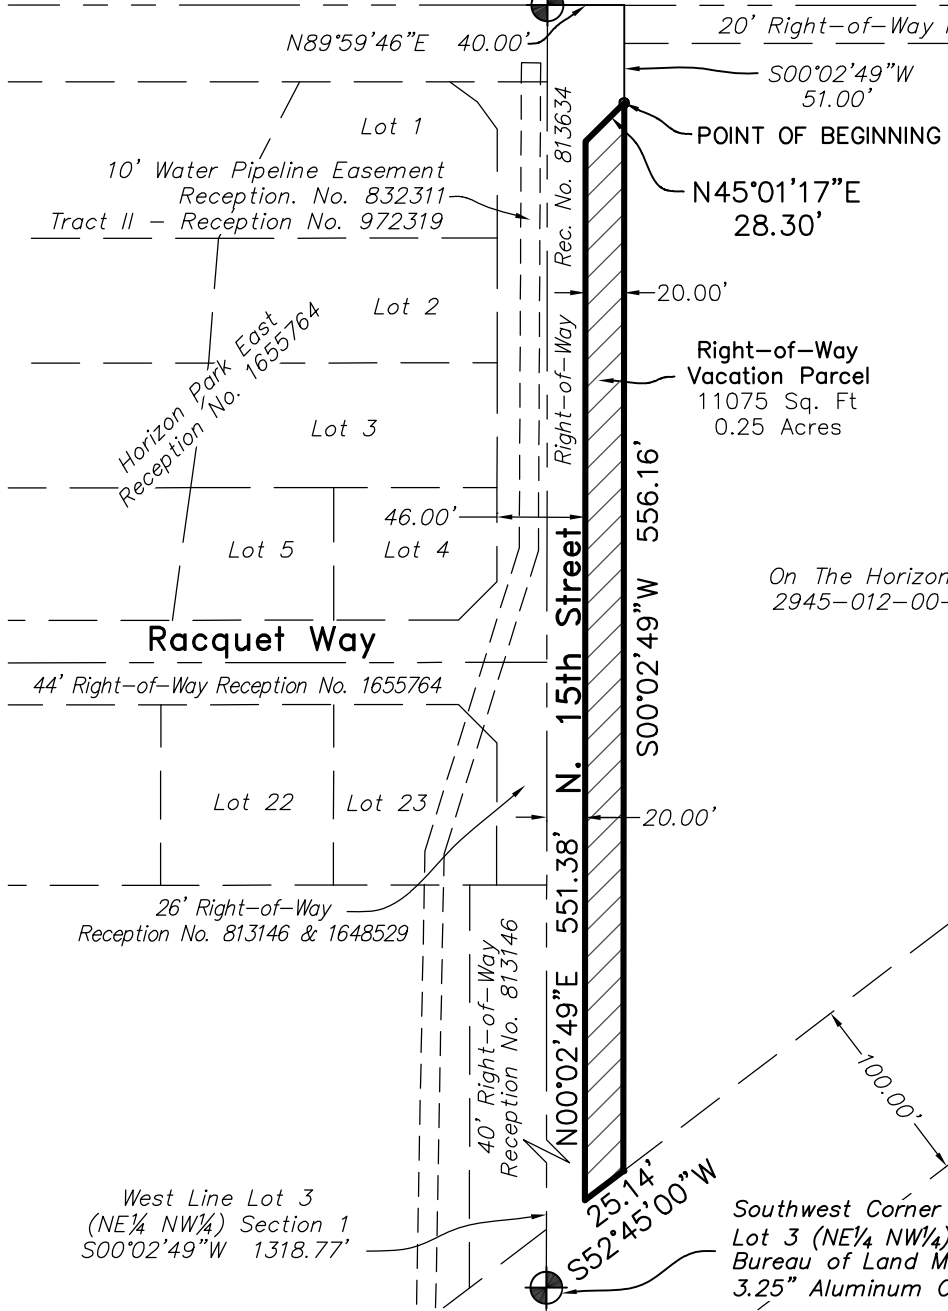 N89°59'46"E 40.00'
20' Right-of-Way
S00°02'49"W
51.00'
POINT OF BEGINNING
N45°01'17"E
28.30'
Lot 1
10' Water Pipeline Easement
Reception. No. 832311
Tract II - Reception No. 972319
Right-of-Way Rec. No. 813634
20.00'
Lot 2
Horizon Park East
Reception No. 1655764
Right-of-Way
Vacation Parcel
11075 Sq. Ft
0.25 Acres
Lot 3
46.00'
Lot 5
Lot 4
S00°02'49"W 556.16'
On The Horizon
2945-012-00-
Racquet Way
N. 15th Street
44' Right-of-Way Reception No. 1655764
Lot 22
Lot 23
20.00'
26' Right-of-Way
Reception No. 813146 & 1648529
N00°02'49"E 551.38'
40' Right-of-Way
Reception No. 813146
100.00'
25.14'
S52°45'00"W
West Line Lot 3
(NE¼ NW¼) Section 1
S00°02'49"W 1318.77'
Southwest Corner
Lot 3 (NE¼ NW¼)
Bureau of Land
3.25" Aluminum